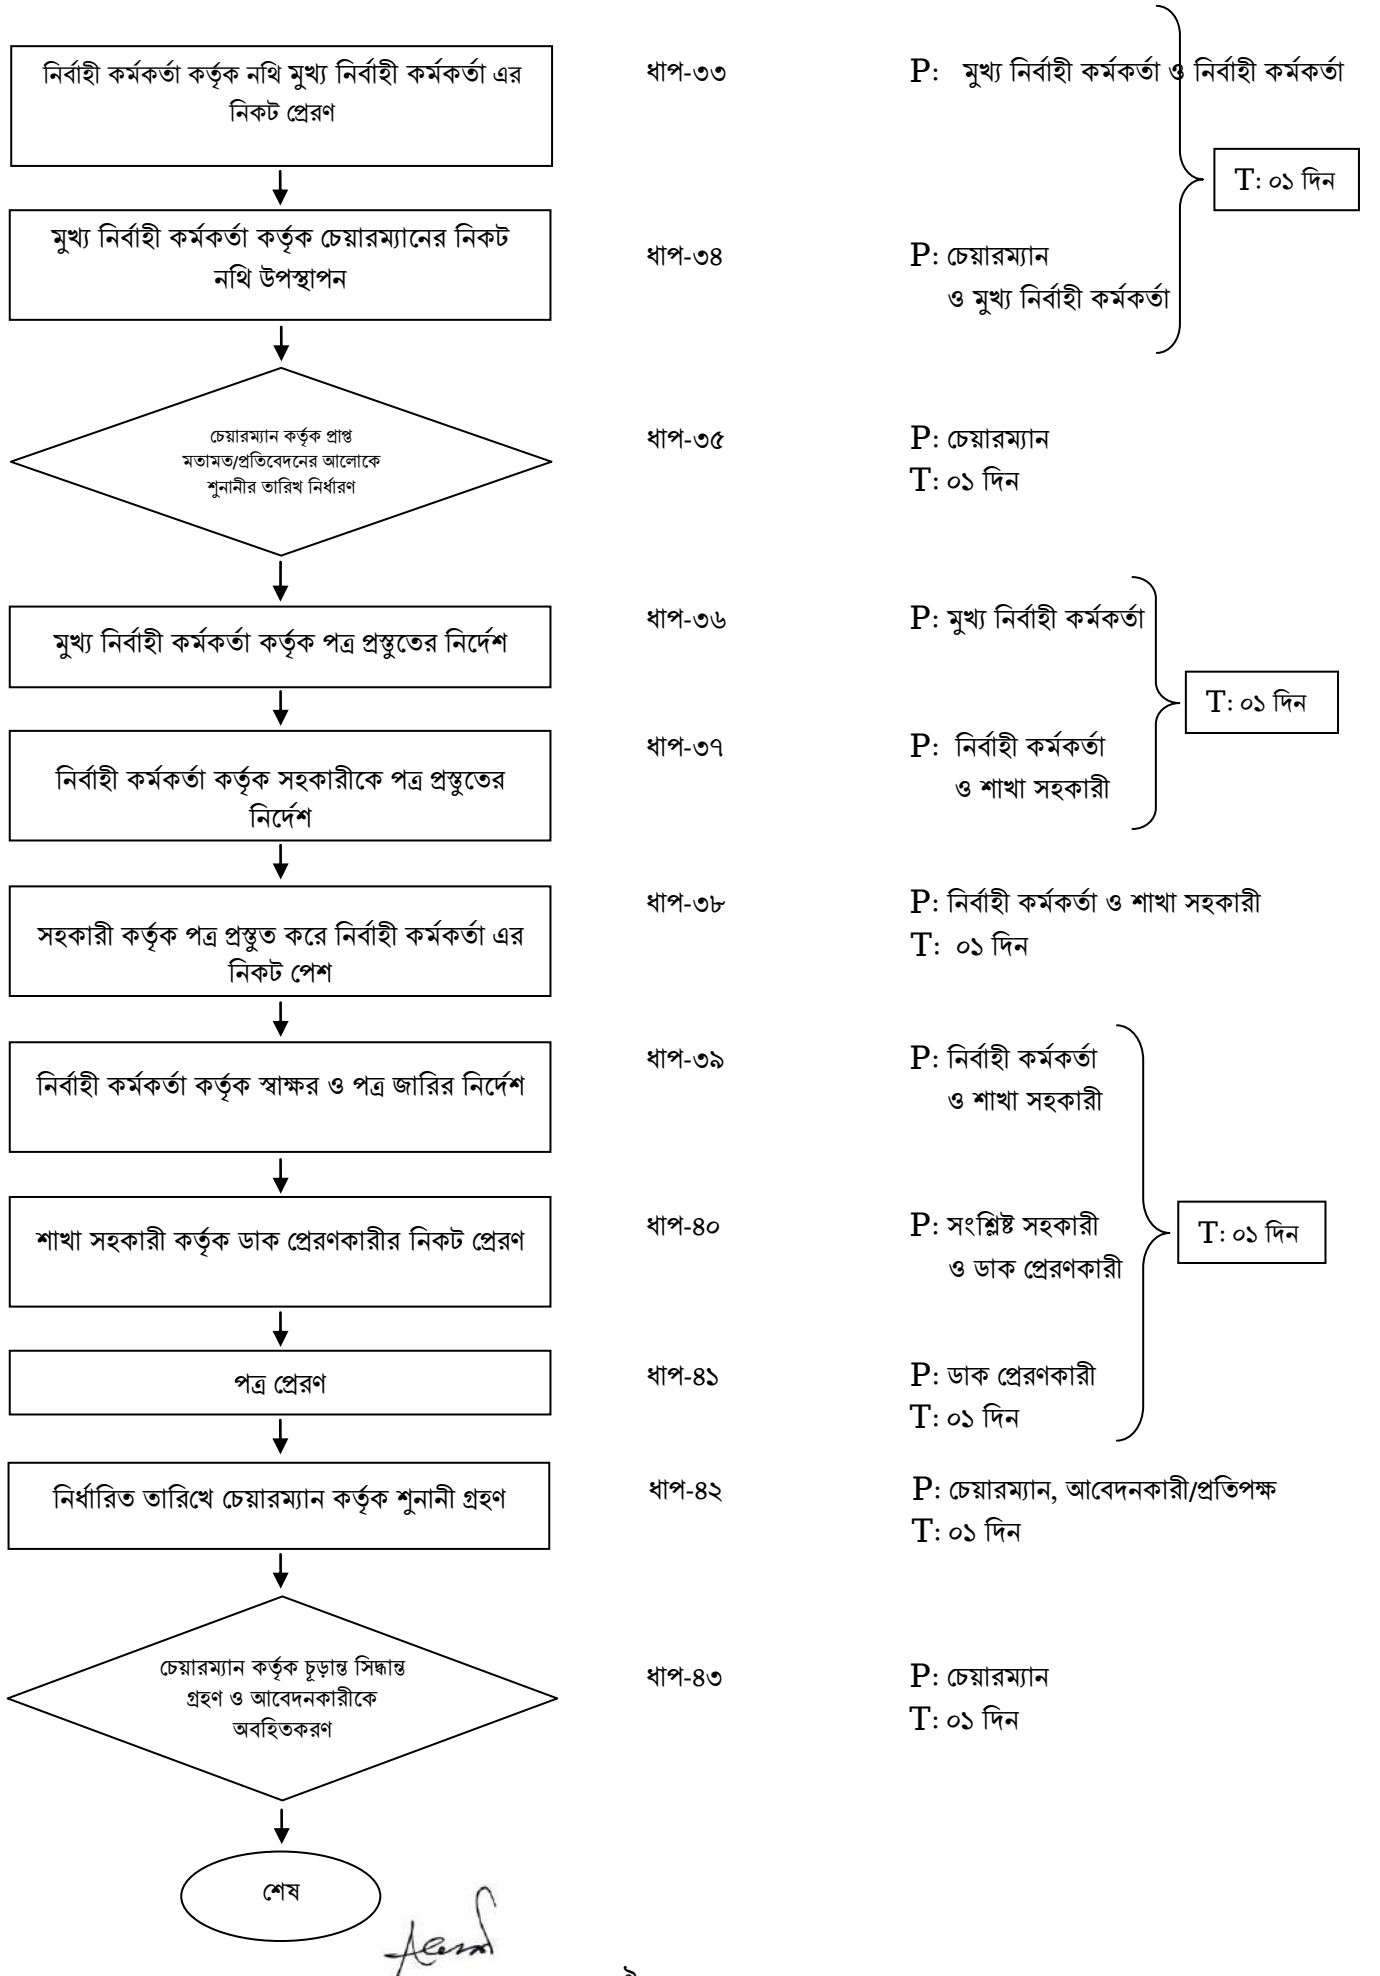 নির্বাহী কর্মকর্তা কর্তৃক নথি মুখ্য নির্বাহী কর্মকর্তা এর
নিকট প্রেরণ
ধাপ-৩৩
P: মুখ্য নির্বাহী কর্মকর্তা ও নির্বাহী কর্মকর্তা
T: ০১ দিন
মুখ্য নির্বাহী কর্মকর্তা কর্তৃক চেয়ারম্যানের নিকট
নথি উপস্থাপন
ধাপ-৩৪
P: চেয়ারম্যান
ও মুখ্য নির্বাহী কর্মকর্তা
চেয়ারম্যান কর্তৃক প্রাপ্ত
মতামত/প্রতিবেদনের আলোকে
শুনানীর তারিখ নির্ধারণ
ধাপ-৩৫
P: চেয়ারম্যান
T: ০১ দিন
মুখ্য নির্বাহী কর্মকর্তা কর্তৃক পত্র প্রস্তুতের নির্দেশ
ধাপ-৩৬
P: মুখ্য নির্বাহী কর্মকর্তা
T: ০১ দিন
নির্বাহী কর্মকর্তা কর্তৃক সহকারীকে পত্র প্রস্তুতের
নির্দেশ
ধাপ-৩৭
P: নির্বাহী কর্মকর্তা
ও শাখা সহকারী
সহকারী কর্তৃক পত্র প্রস্তুত করে নির্বাহী কর্মকর্তা এর
নিকট পেশ
ধাপ-৩৮
P: নির্বাহী কর্মকর্তা ও শাখা সহকারী
T: ০১ দিন
নির্বাহী কর্মকর্তা কর্তৃক স্বাক্ষর ও পত্র জারির নির্দেশ
ধাপ-৩৯
P: নির্বাহী কর্মকর্তা
ও শাখা সহকারী
শাখা সহকারী কর্তৃক ডাক প্রেরণকারীর নিকট প্রেরণ
ধাপ-৪০
P: সংশ্লিষ্ট সহকারী
ও ডাক প্রেরণকারী
T: ০১ দিন
পত্র প্রেরণ
ধাপ-৪১
P: ডাক প্রেরণকারী
T: ০১ দিন
নির্ধারিত তারিখে চেয়ারম্যান কর্তৃক শুনানী গ্রহণ
ধাপ-৪২
P: চেয়ারম্যান, আবেদনকারী/প্রতিপক্ষ
T: ০১ দিন
চেয়ারম্যান কর্তৃক চূড়ান্ত সিদ্ধান্ত
গ্রহণ ও আবেদনকারীকে
অবহিতকরণ
ধাপ-৪৩
P: চেয়ারম্যান
T: ০১ দিন
শেষ